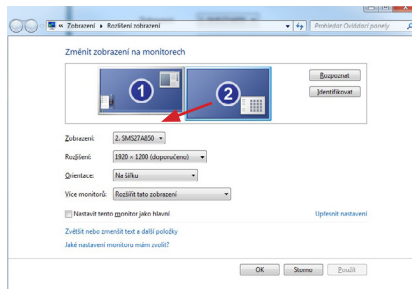 « Zobrazení ▸ Rozlišení zobrazení
Prohledat Ovládací panely
Změnit zobrazení na monitorech
1
2
Rozpoznat
Identifikovat
Zobrazení: 2. SMS27A850
Rozlišení: 1920 × 1200 (doporučeno)
Orientace: Na šířku
Více monitorů: Rozšířit tato zobrazení
Nastavit tento monitor jako hlavní
Upřesnit nastavení
Zvětšit nebo zmenšit text a další položky
Jaké nastavení monitoru mám zvolit?
OK
Storno
Použít